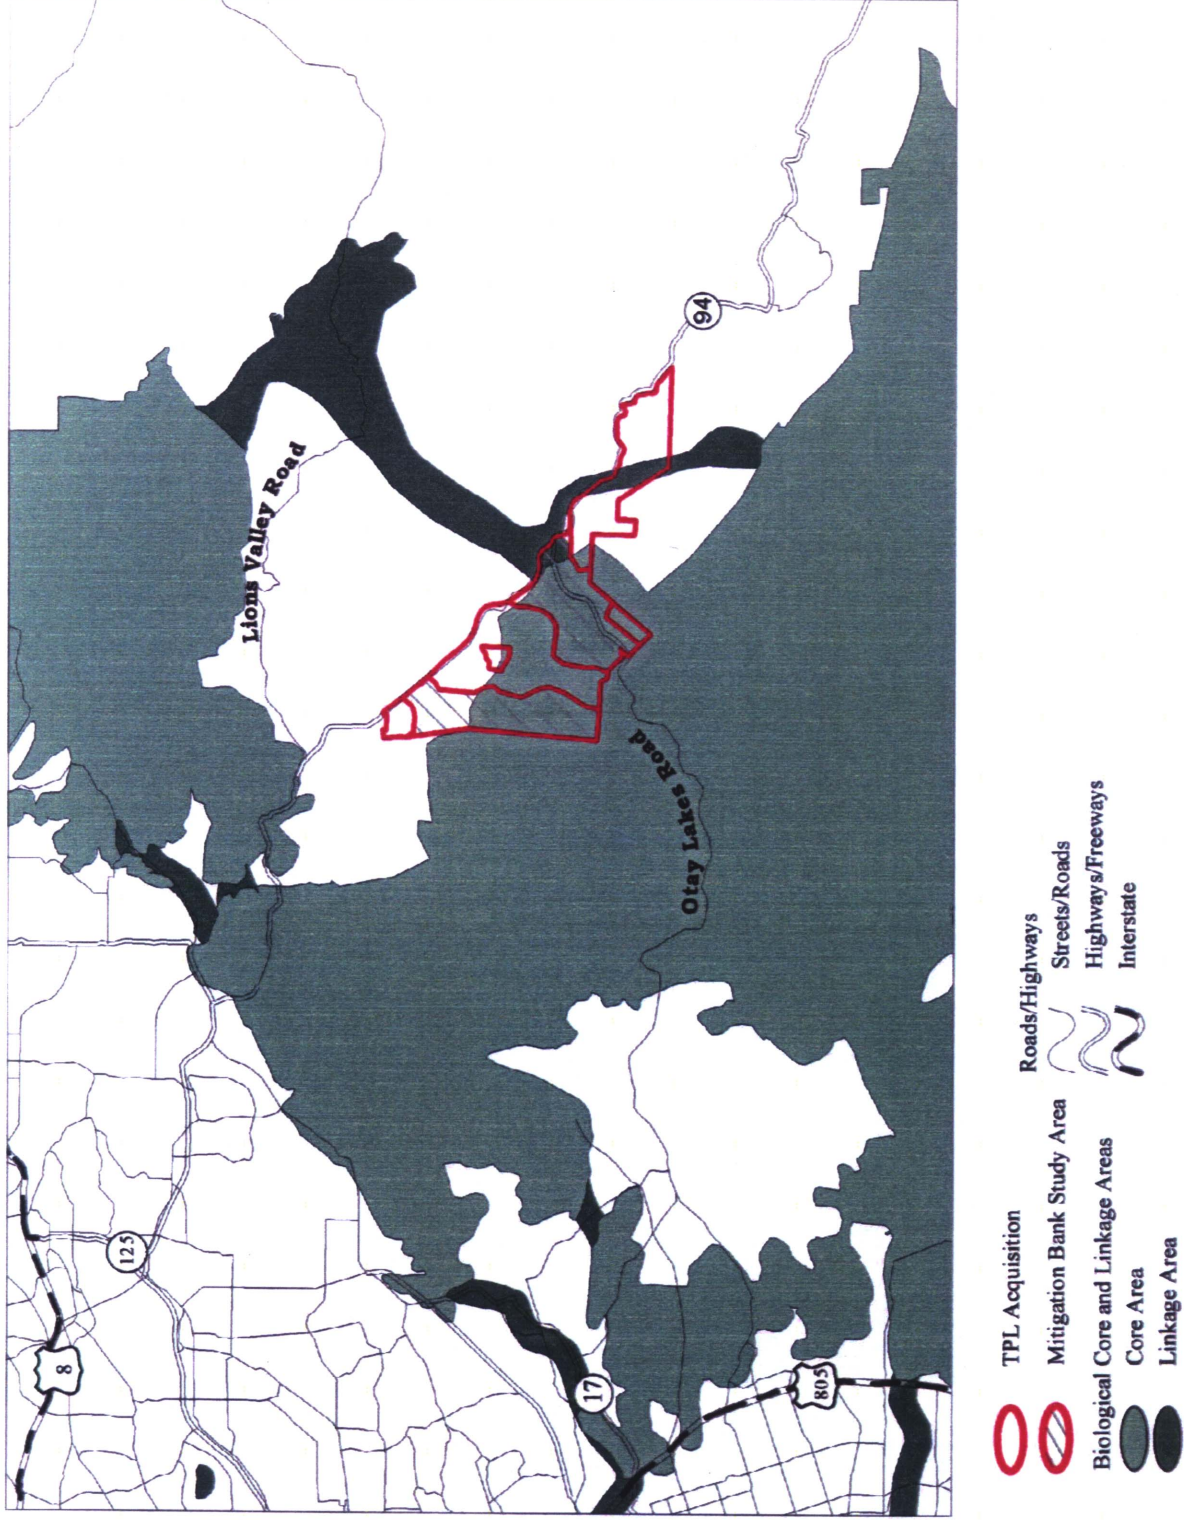 Lions Valley Road
94
Otay Lakes Road
125
8
17
805
TPL Acquisition
Mitigation Bank Study Area
Biological Core and Linkage Areas
Core Area
Linkage Area
Roads/Highways
Streets/Roads
Highways/Freeways
Interstate